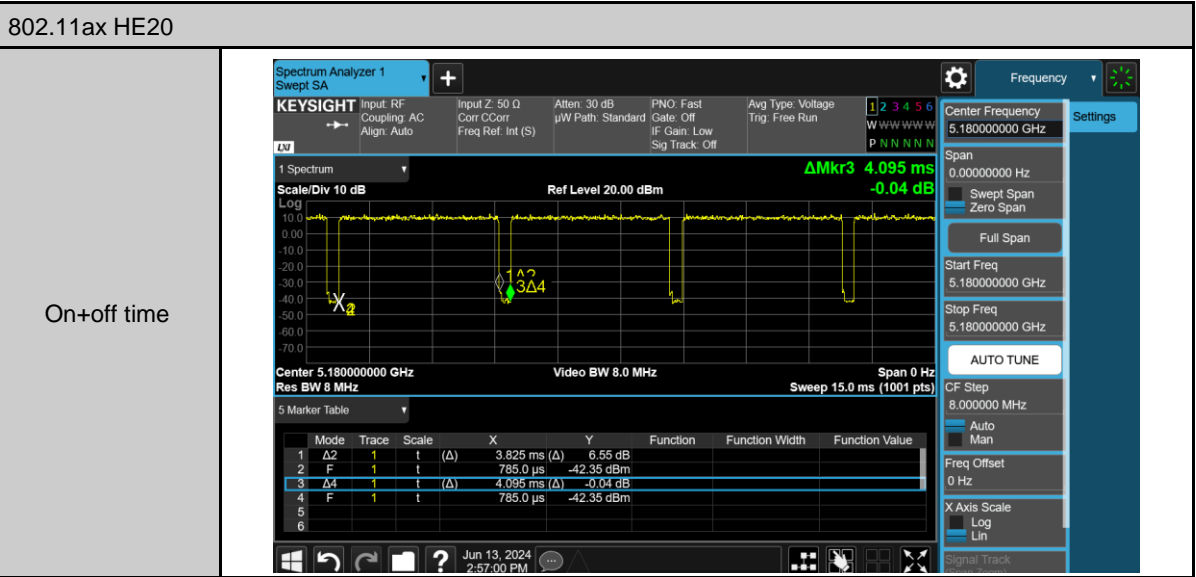 802.11ax HE20
On+off time
Spectrum Analyzer 1
Swept SA
Frequency
KEYSIGHT
Input: RF
Coupling: AC
Align: Auto
Input Z: 50 Ω
Corr CCorr
Freq Ref: Int (S)
Atten: 30 dB
µW Path: Standard
PNO: Fast
Gate: Off
IF Gain: Low
Sig Track: Off
Avg Type: Voltage
Trig: Free Run
1 2 3 4 5 6
W W W W W W
P N N N N N
LXI
1 Spectrum
ΔMkr3 4.095 ms
-0.04 dB
Scale/Div 10 dB
Ref Level 20.00 dBm
Log
10.0
0.00
-10.0
-20.0
-30.0
-40.0
-50.0
-60.0
-70.0
3Δ4
Center 5.180000000 GHz
Video BW 8.0 MHz
Span 0 Hz
Res BW 8 MHz
Sweep 15.0 ms (1001 pts)
5 Marker Table
Mode Trace Scale X Y Function Function Width Function Value
1 Δ2 1 t (Δ) 3.825 ms (Δ) 6.55 dB
2 F 1 t 785.0 µs -42.35 dBm
3 Δ4 1 t (Δ) 4.095 ms (Δ) -0.04 dB
4 F 1 t 785.0 µs -42.35 dBm
5
6
Jun 13, 2024
2:57:00 PM
Center Frequency
5.180000000 GHz
Settings
Span
0.00000000 Hz
Swept Span
Zero Span
Full Span
Start Freq
5.180000000 GHz
Stop Freq
5.180000000 GHz
AUTO TUNE
CF Step
8.000000 MHz
Auto
Man
Freq Offset
0 Hz
X Axis Scale
Log
Lin
Signal Track
(Span Zoom)